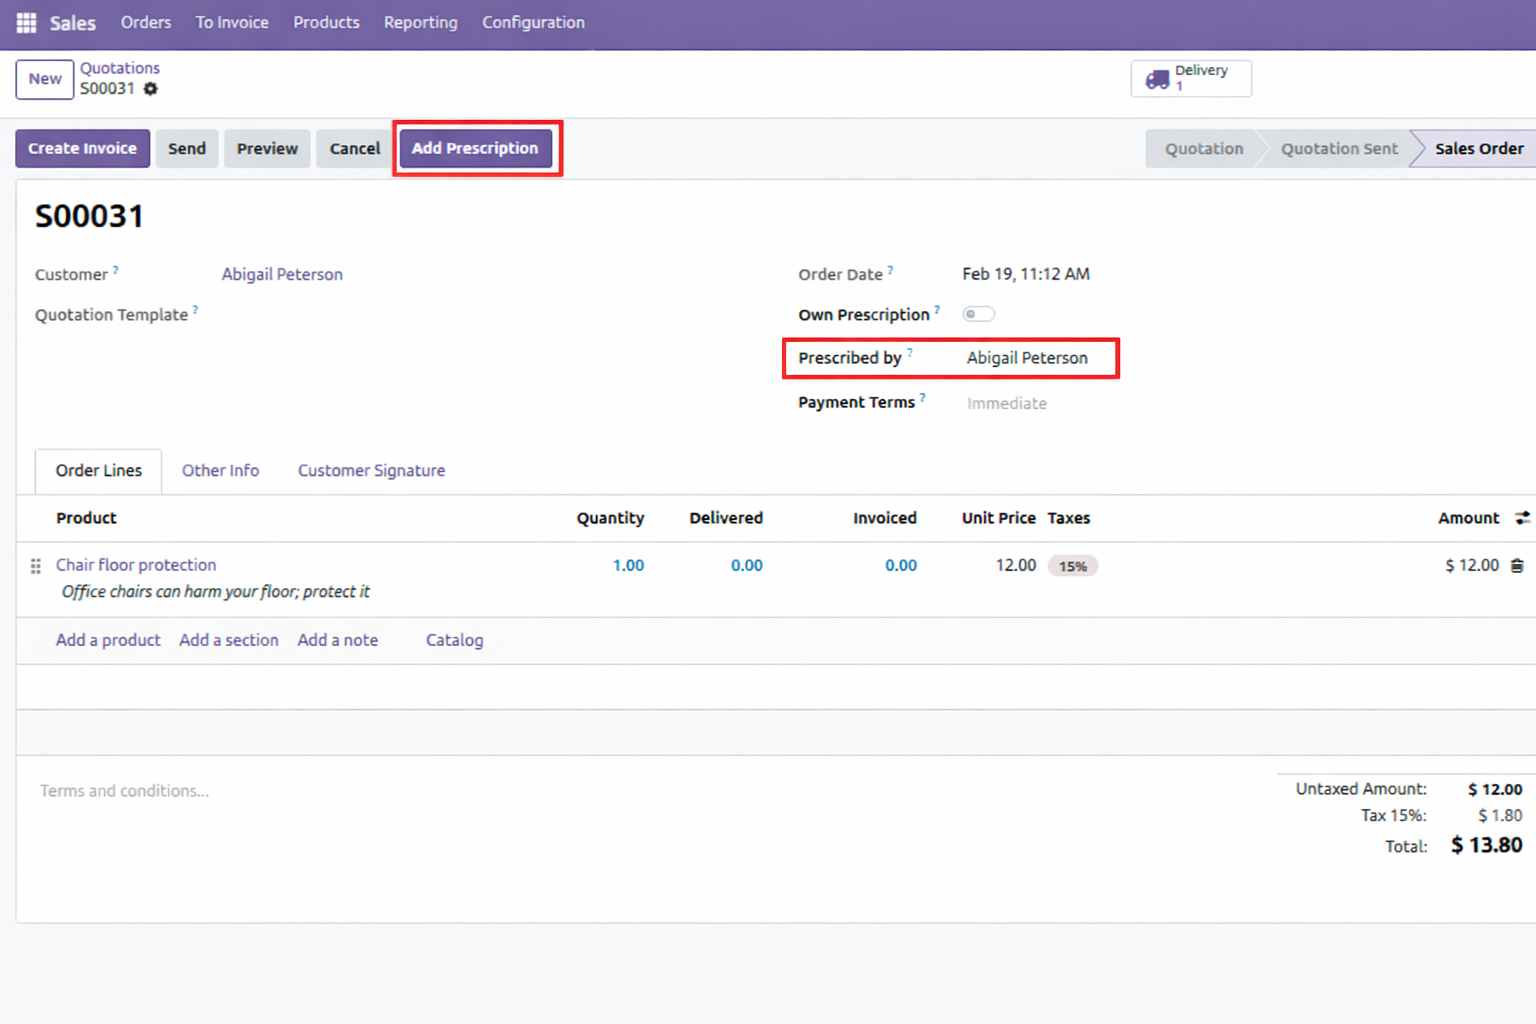 Sales Orders To Invoice Products Reporting Configuration
New Quotations
S00031
Delivery
1
Create Invoice Send Preview Cancel Add Prescription Quotation Quotation Sent Sales Order
S00031
Customer ? Abigail Peterson Order Date ? Feb 19, 11:12 AM
Quotation Template ? Own Prescription ?
Prescribed by ? Abigail Peterson
Payment Terms ? Immediate
Order Lines Other Info Customer Signature
Product Quantity Delivered Invoiced Unit Price Taxes Amount
Chair floor protection 1.00 0.00 0.00 12.00 15% $ 12.00
Office chairs can harm your floor; protect it
Add a product Add a section Add a note Catalog
Terms and conditions...
Untaxed Amount: $ 12.00
Tax 15%: $ 1.80
Total: $ 13.80